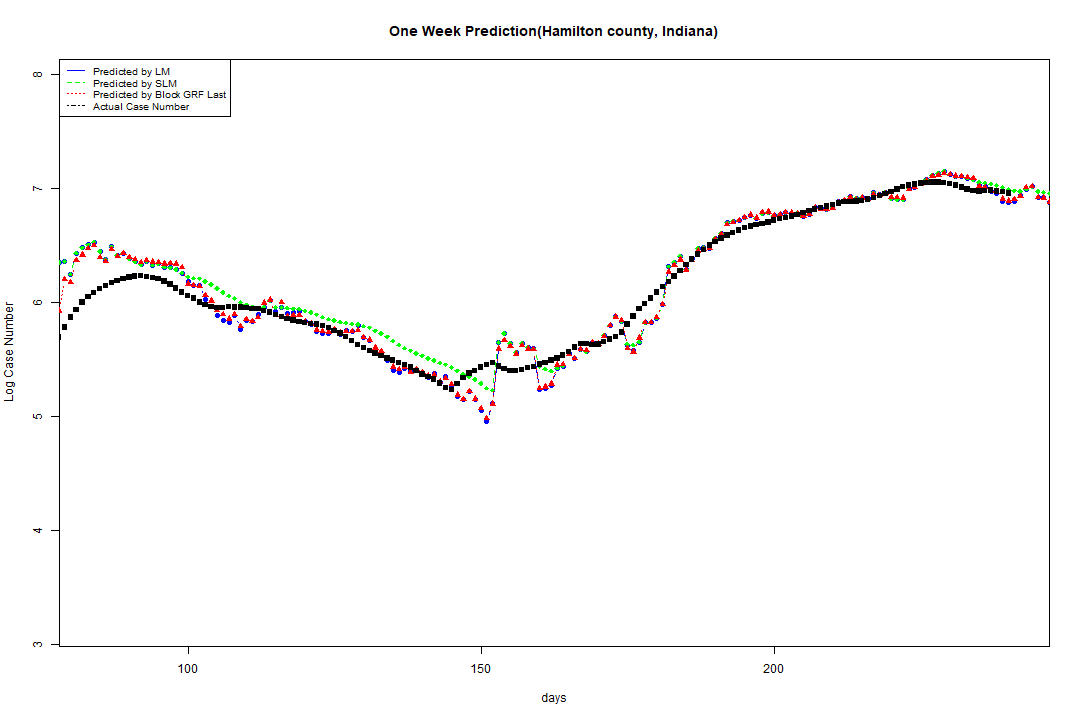 One Week Prediction(Hamilton county, Indiana)
Predicted by LM
Predicted by SLM
Predicted by Block GRF Last
Actual Case Number
8
7
6
5
4
3
Log Case Number
100 150 200
days